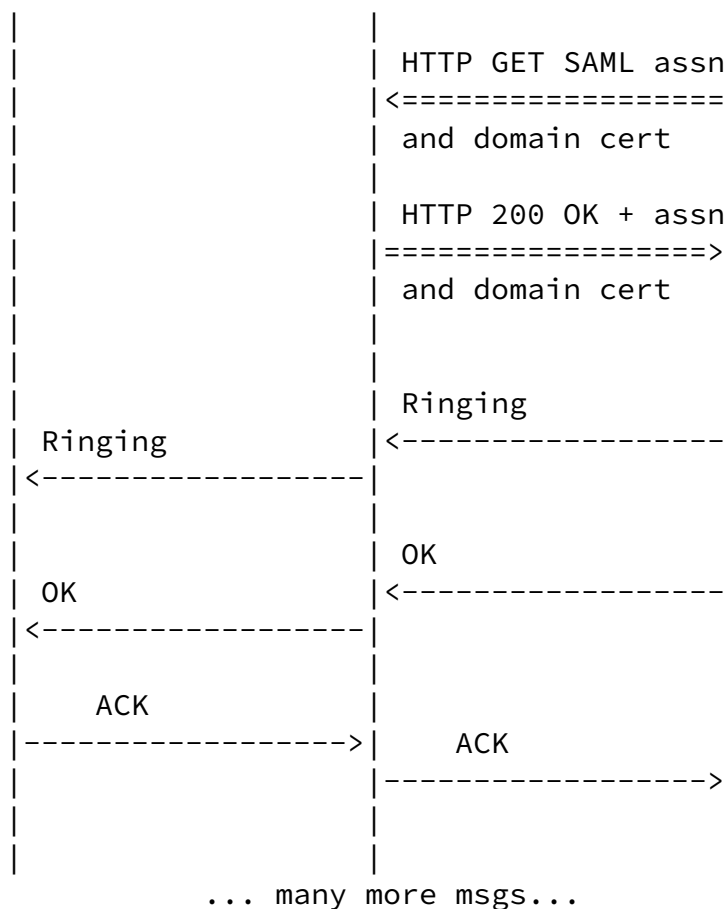 HTTP GET SAML assn
<==================
and domain cert
HTTP 200 OK + assn
==================>
and domain cert
Ringing
Ringing
<------------------
<------------------
OK
OK
<------------------
<------------------
ACK
------------------>
ACK
------------------>
... many more msgs...